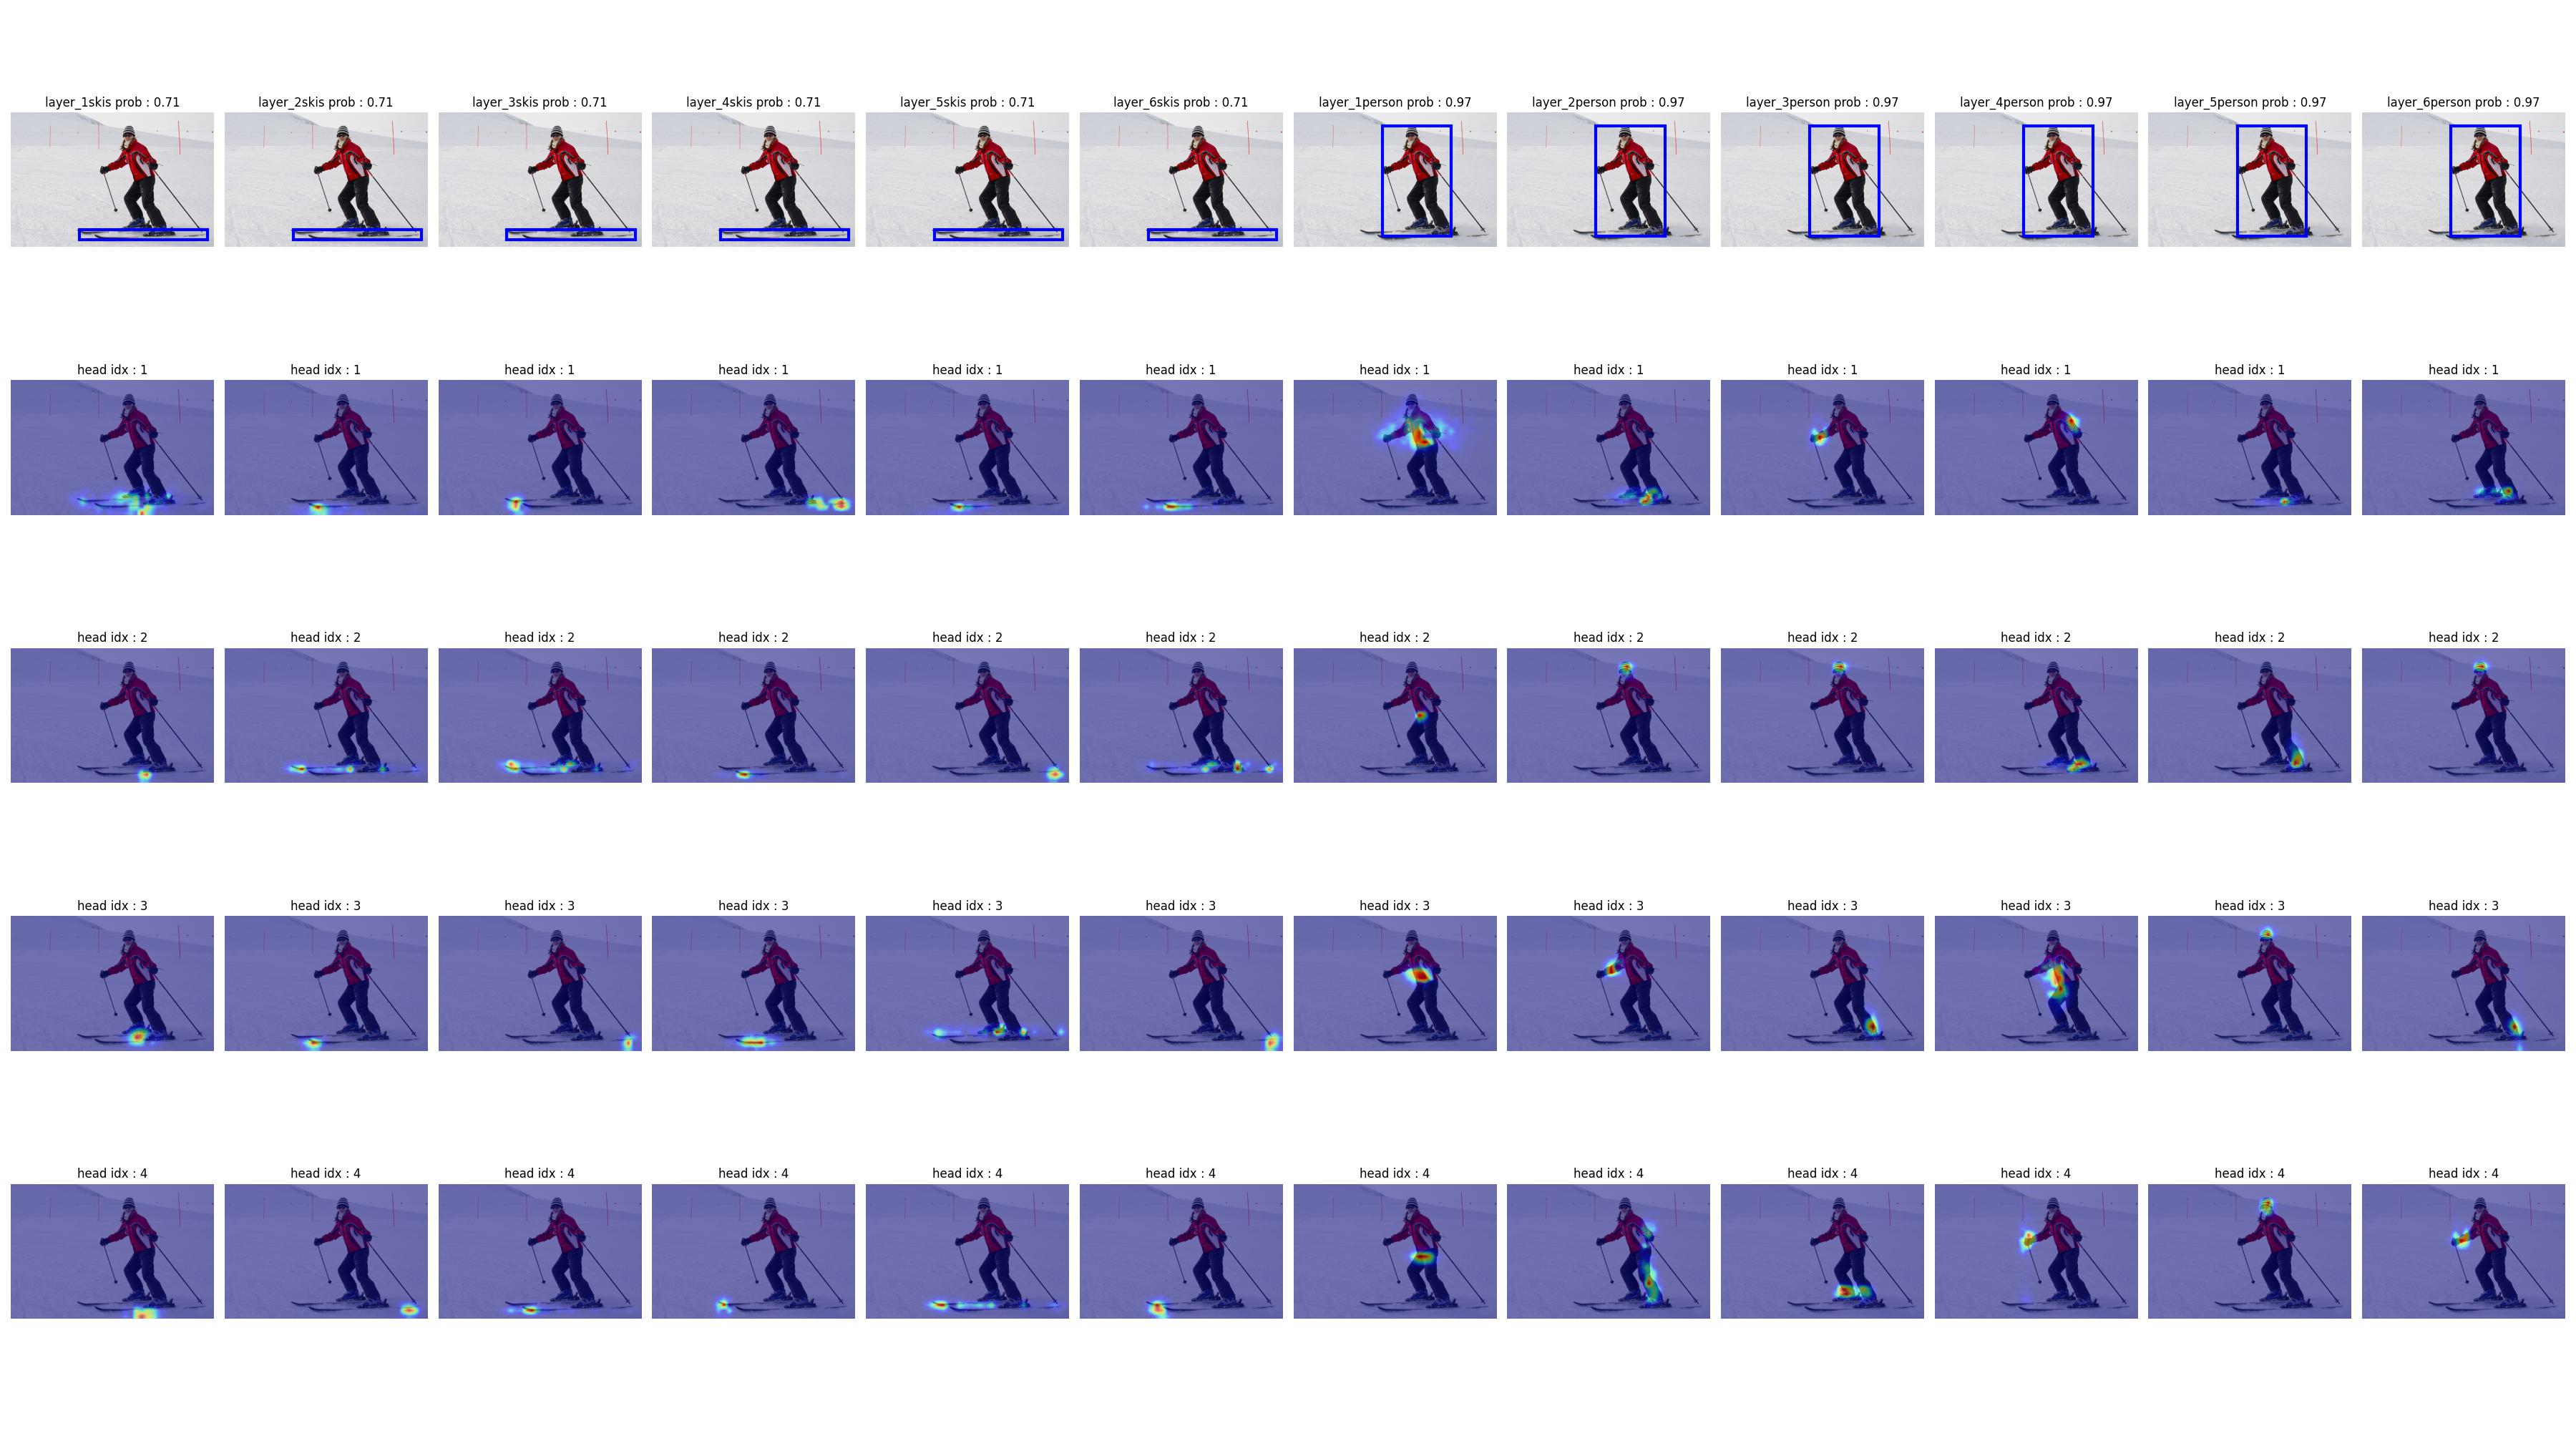 layer_1skis prob : 0.71 layer_2skis prob : 0.71 layer_3skis prob : 0.71 layer_4skis prob : 0.71 layer_5skis prob : 0.71 layer_6skis prob : 0.71 layer_1person prob : 0.97 layer_2person prob : 0.97 layer_3person prob : 0.97 layer_4person prob : 0.97 layer_5person prob : 0.97 layer_6person prob : 0.97
head idx : 1 head idx : 1 head idx : 1 head idx : 1 head idx : 1 head idx : 1 head idx : 1 head idx : 1 head idx : 1 head idx : 1 head idx : 1 head idx : 1
head idx : 2 head idx : 2 head idx : 2 head idx : 2 head idx : 2 head idx : 2 head idx : 2 head idx : 2 head idx : 2 head idx : 2 head idx : 2 head idx : 2
head idx : 3 head idx : 3 head idx : 3 head idx : 3 head idx : 3 head idx : 3 head idx : 3 head idx : 3 head idx : 3 head idx : 3 head idx : 3 head idx : 3
head idx : 4 head idx : 4 head idx : 4 head idx : 4 head idx : 4 head idx : 4 head idx : 4 head idx : 4 head idx : 4 head idx : 4 head idx : 4 head idx : 4